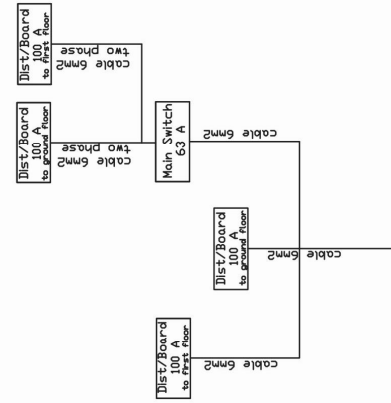 Dist/Board
100 A
to first floor
cable 6mm2
two phase
Dist/Board
100 A
to ground floor
cable 6mm2
two phase
Main Switch
63 A
cable 6mm2
Dist/Board
100 A
to ground floor
cable 6mm2
Dist/Board
100 A
to first floor
cable 6mm2